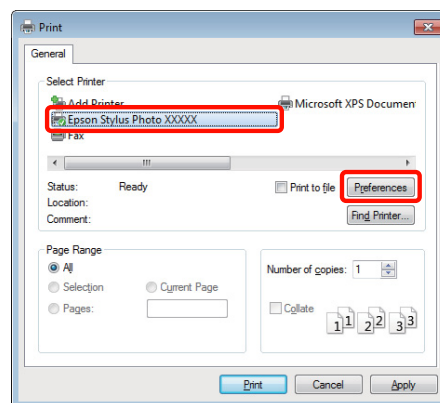 Print
General
Select Printer
Add Printer
Microsoft XPS Documen
Epson Stylus Photo XXXXX
Fax
Status: Ready
Print to file
Preferences
Location:
Comment:
Find Printer...
Page Range
All
Selection
Current Page
Pages:
Number of copies: 1
Collate
1 1 2 2 3 3
Print
Cancel
Apply